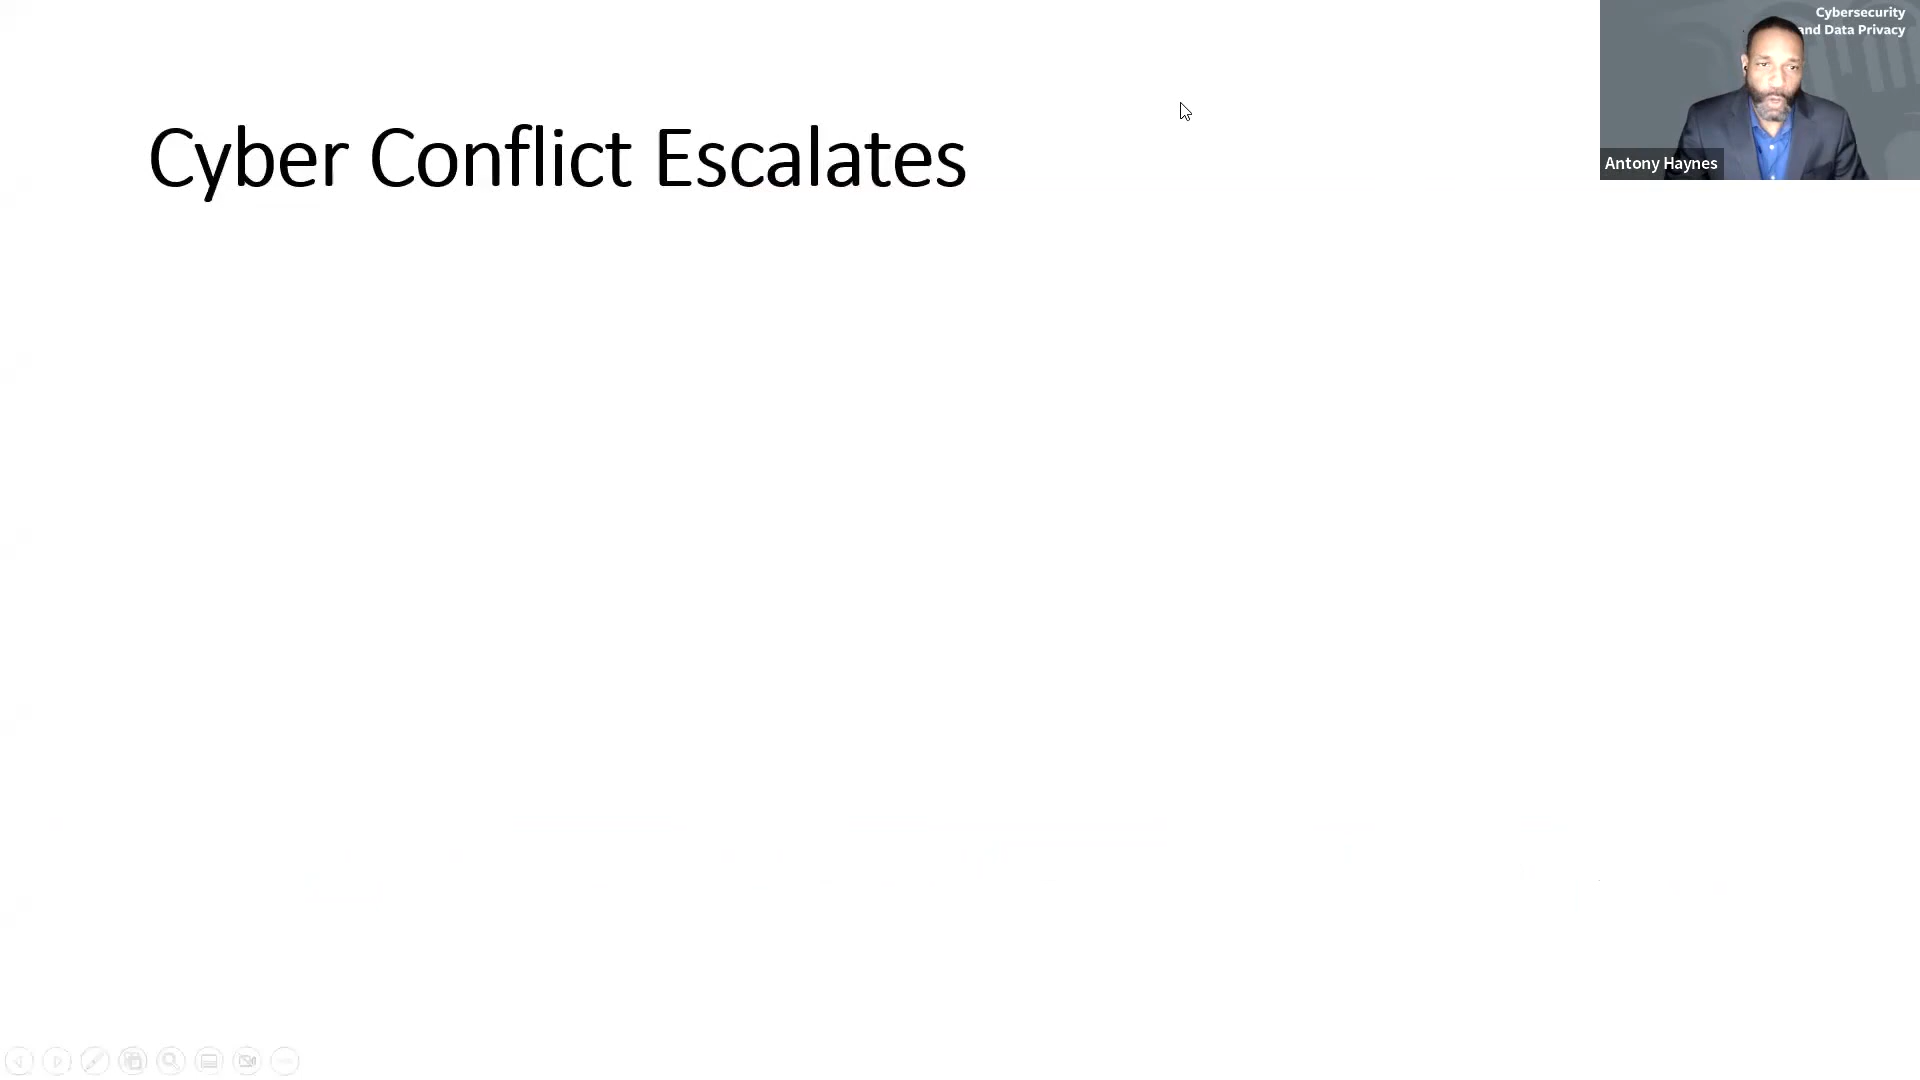 Cybersecurity
and Data Privacy
Cyber Conflict Escalates
Antony Haynes